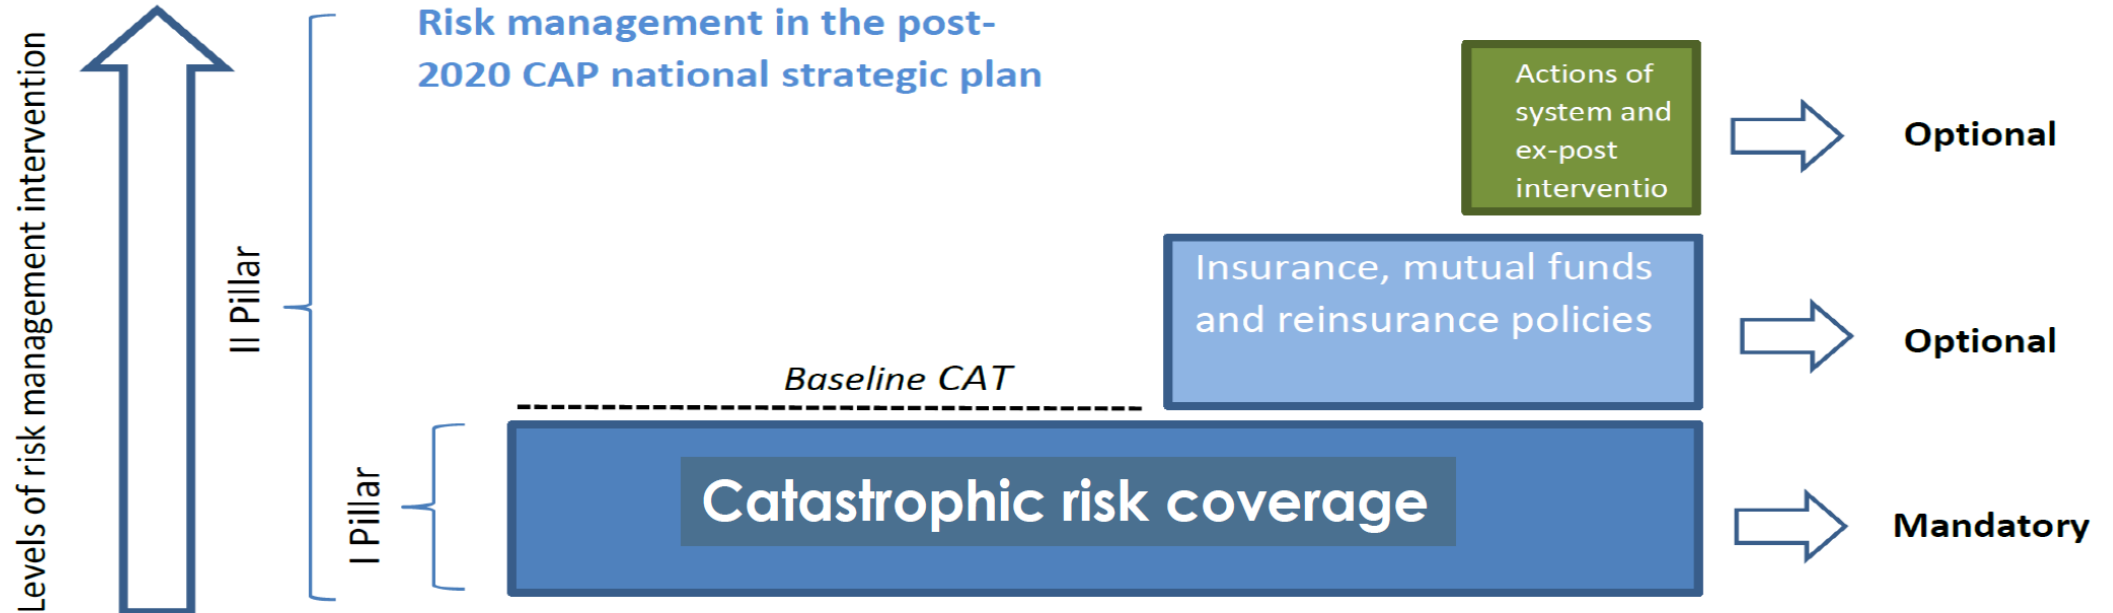 Risk management in the post-
2020 CAP national strategic plan
Levels of risk management intervention
II Pillar
I Pillar
Actions of
system and
ex-post
interventio
Optional
Insurance, mutual funds
and reinsurance policies
Optional
Baseline CAT
Catastrophic risk coverage
Mandatory